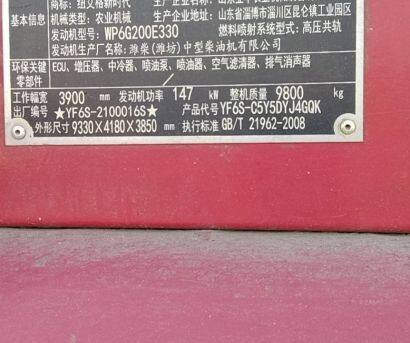 商标: 纽艾格新时代
基本信息 机械类型: 农业机械 生产企业地址: 山东省淄博市淄川区昆仑镇工业园区
发动机型号: WP6G200E330 燃料喷射系统型式: 高压共轨
发动机生产厂: 潍柴(潍坊)中型柴油机有限公司
环保关键零部件 ECU、增压器、中冷器、喷油泵、喷油器、空气滤清器、排气消声器
工作幅宽 3900 mm 发动机功率 147 kW 整机质量 9800 kg
出厂编号 ★YF6S-2100016S★ 产品代号 YF6S-C5Y5DYJ4GQK
外形尺寸 9330×4180×3850 mm 执行标准 GB/T 21962-2008